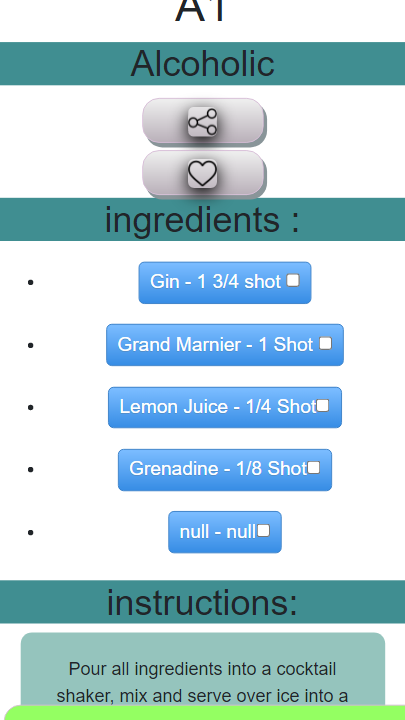 A1
Alcoholic
ingredients :
Gin - 1 3/4 shot
Grand Marnier - 1 Shot
Lemon Juice - 1/4 Shot
Grenadine - 1/8 Shot
null - null
instructions:
Pour all ingredients into a cocktail
shaker, mix and serve over ice into a